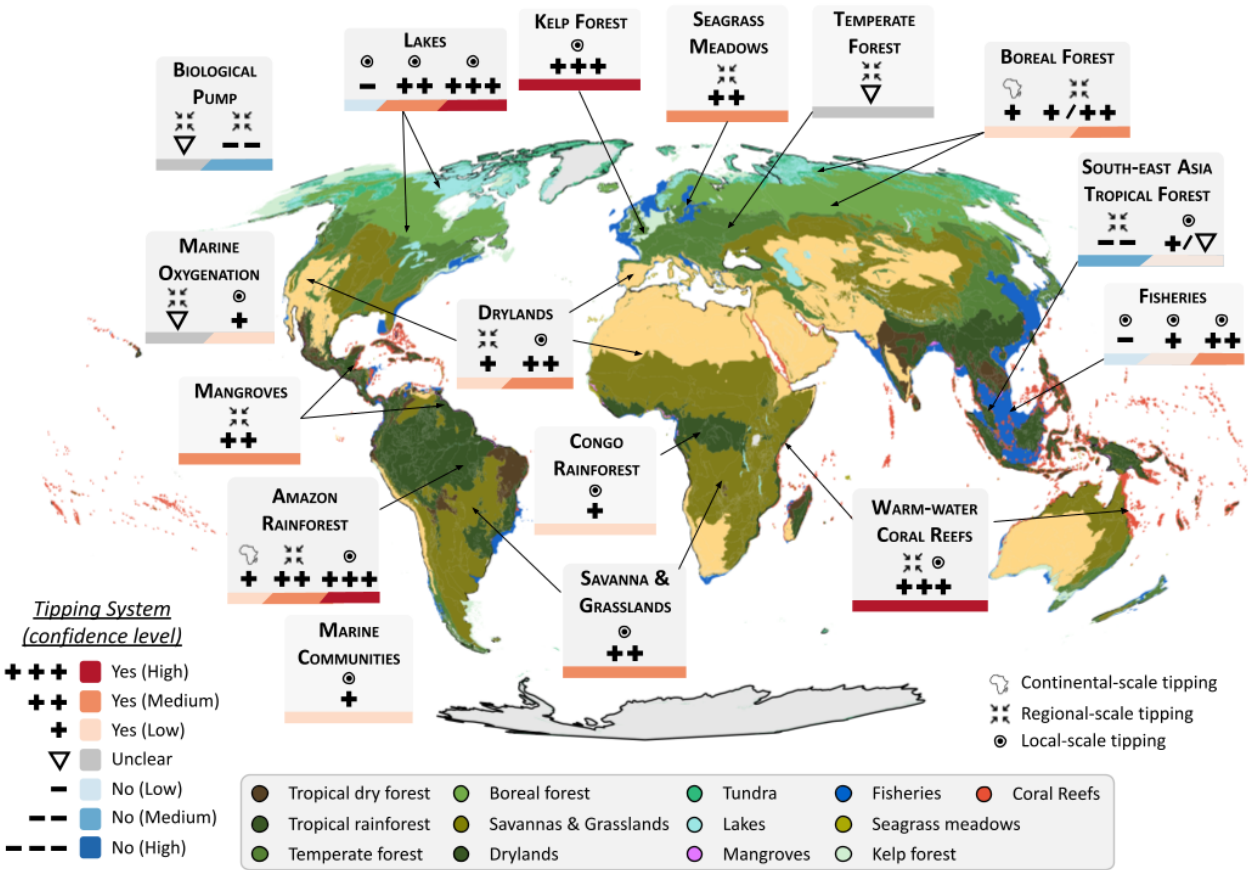 KELP FOREST
+++
SEAGRASS
MEADOWS
++
TEMPERATE
FOREST
LAKES
− ++ +++
BOREAL FOREST
+ +/++
BIOLOGICAL
PUMP
−−
SOUTH-EAST ASIA
TROPICAL FOREST
−− +/▽
MARINE
OXYGENATION
▽ +
FISHERIES
− + ++
DRYLANDS
+ ++
MANGROVES
++
CONGO
RAINFOREST
+
AMAZON
RAINFOREST
+ ++ +++
WARM-WATER
CORAL REEFS
+++
SAVANNA &
GRASSLANDS
++
MARINE
COMMUNITIES
+
Tipping System
(confidence level)
+++ Yes (High)
++ Yes (Medium)
+ Yes (Low)
▽ Unclear
− No (Low)
−− No (Medium)
−−− No (High)
Continental-scale tipping
Regional-scale tipping
Local-scale tipping
Tropical dry forest Boreal forest Tundra Fisheries Coral Reefs
Tropical rainforest Savannas & Grasslands Lakes Seagrass meadows
Temperate forest Drylands Mangroves Kelp forest